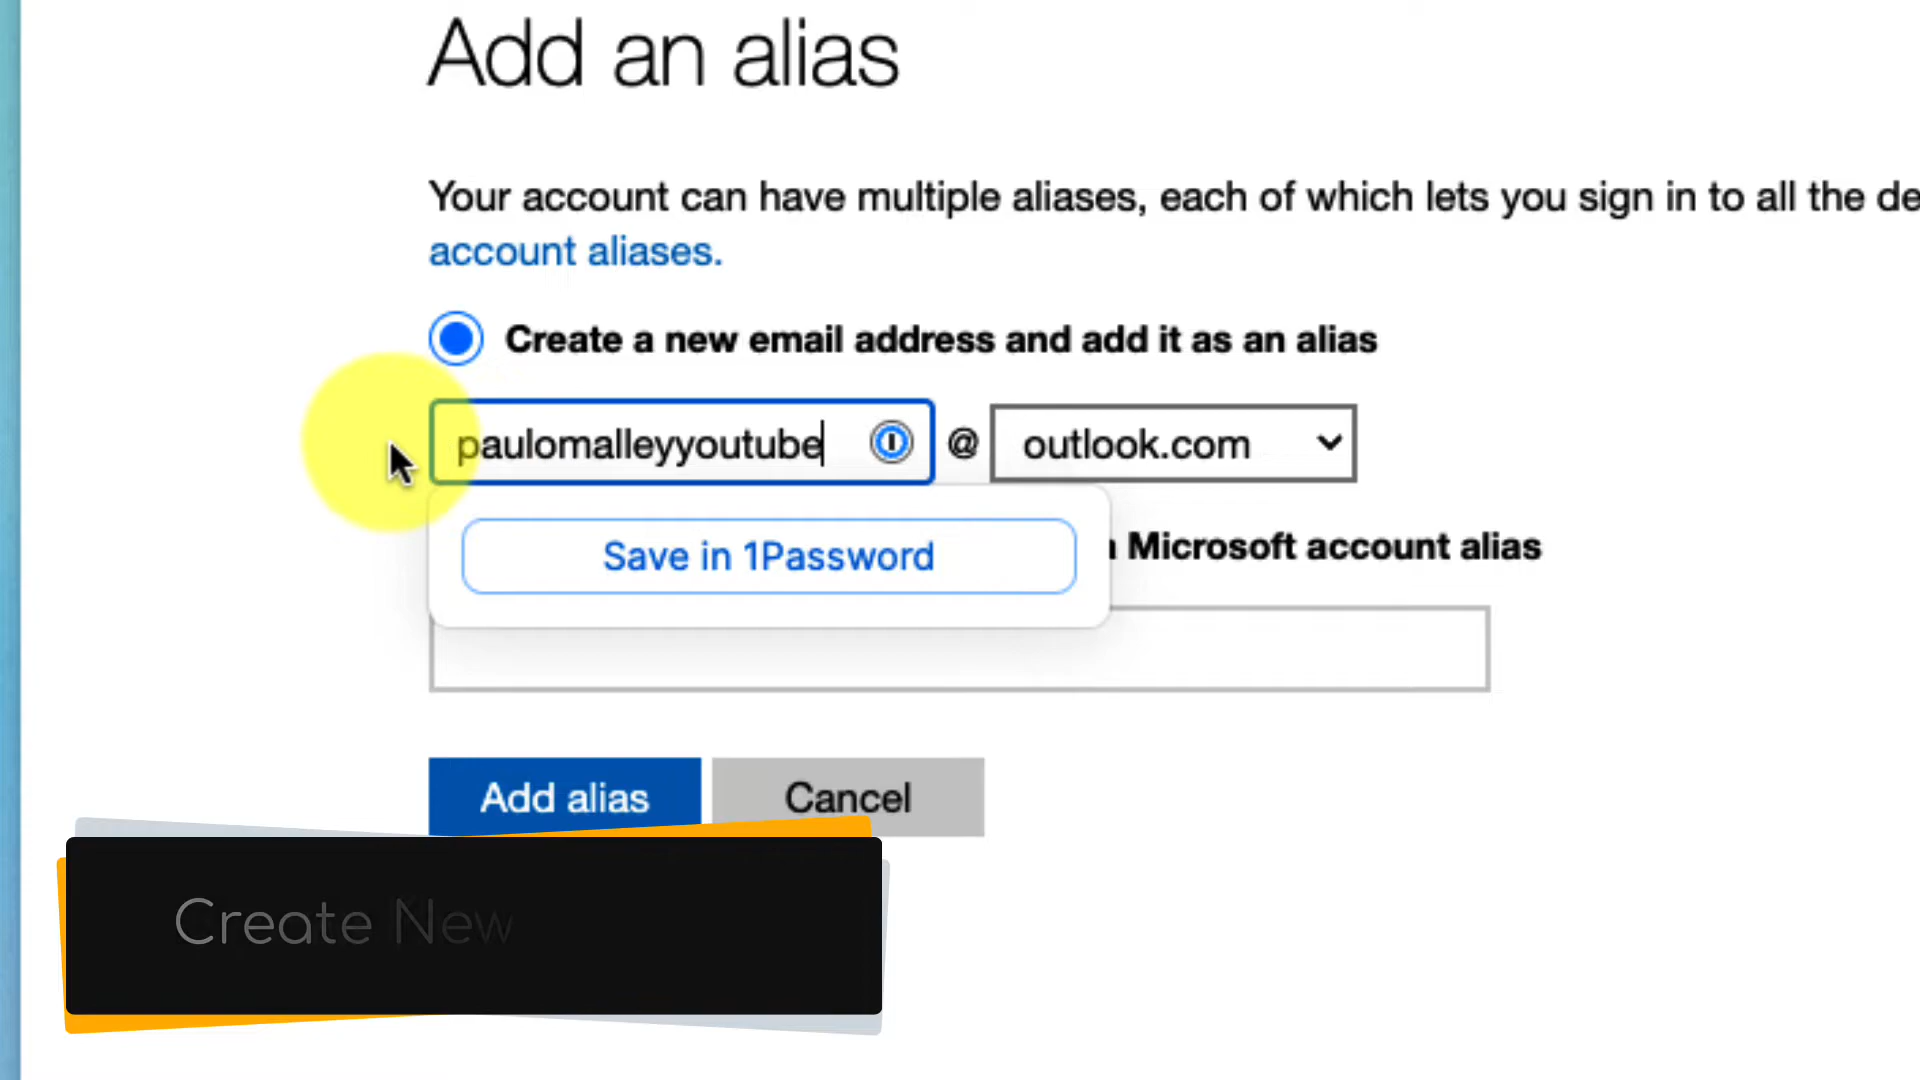 Add an alias
Your account can have multiple aliases, each of which lets you sign in to all the de
account aliases.
Create a new email address and add it as an alias
paulomalleyyoutube @ outlook.com
Save in 1Password
Microsoft account alias
Add alias Cancel
Create New